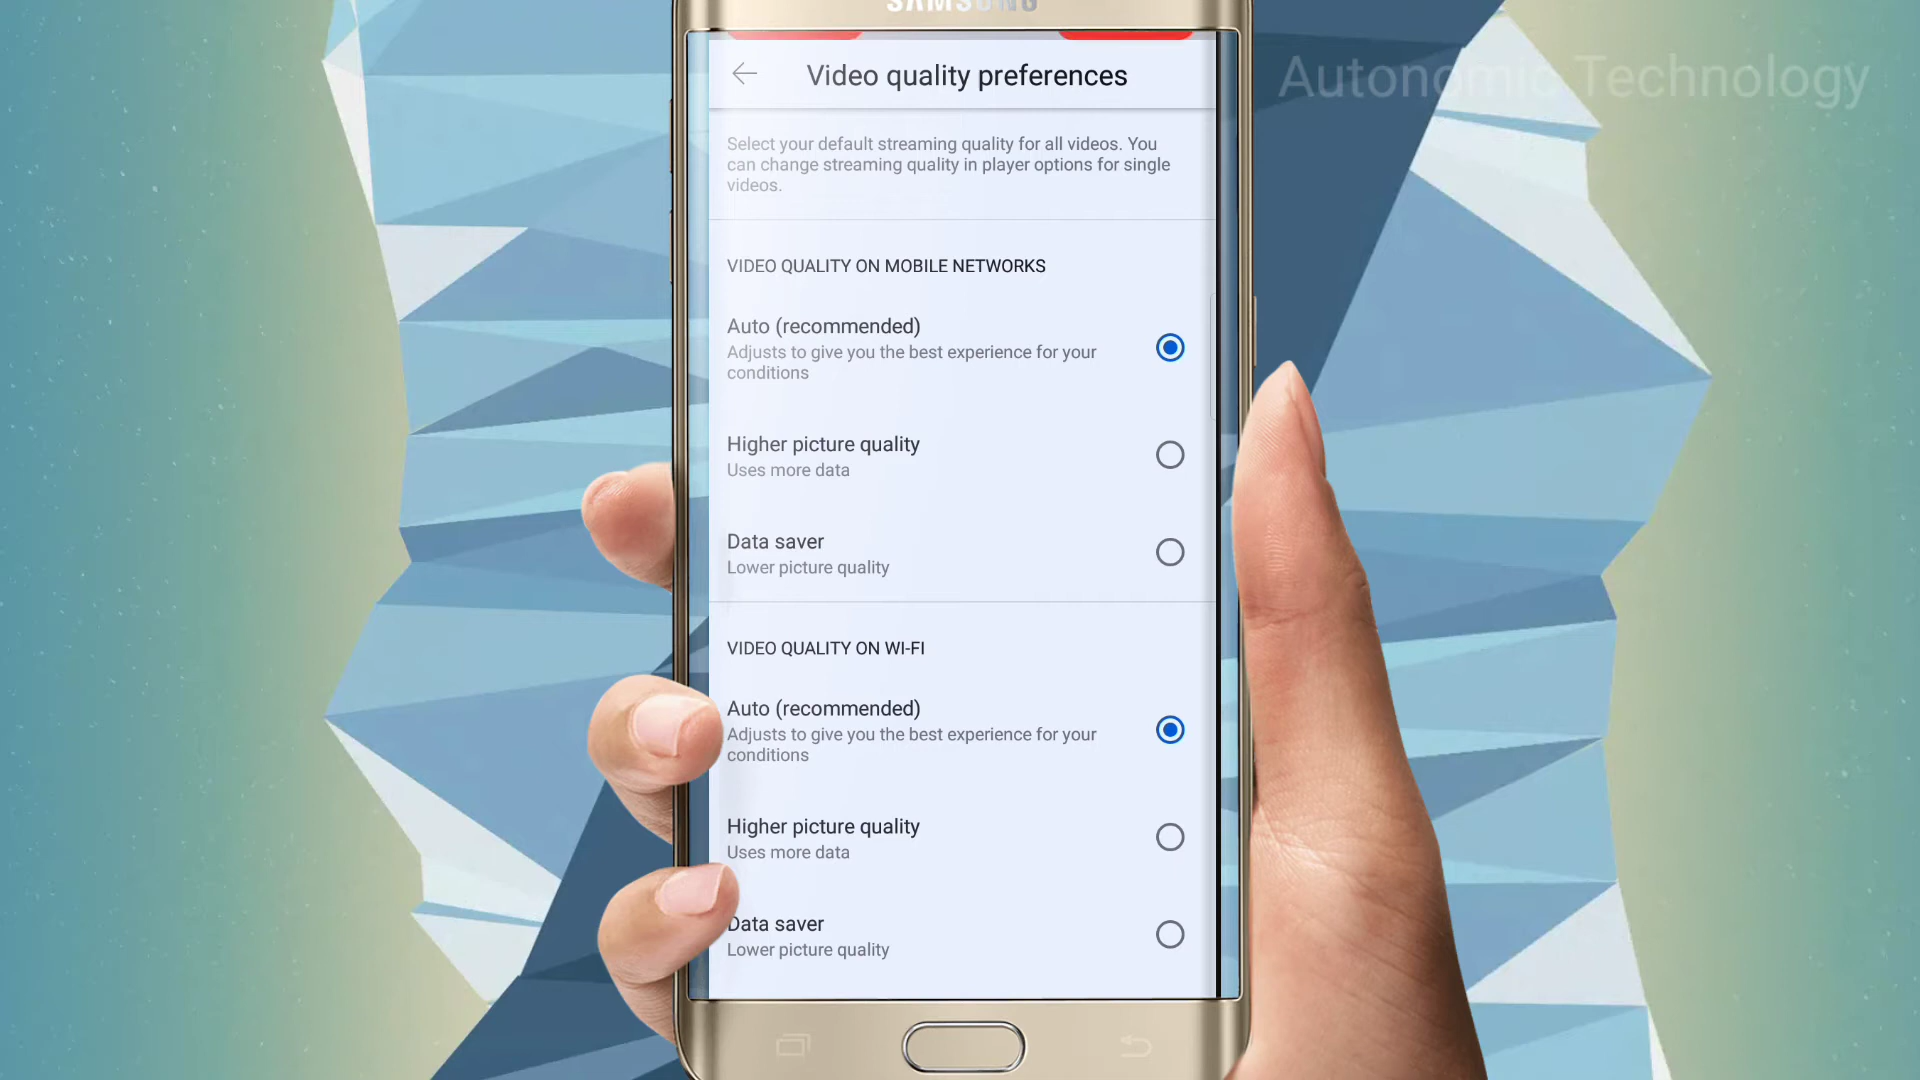 SAMSUNG
Autonomic Technology
Video quality preferences
Select your default streaming quality for all videos. You
can change streaming quality in player options for single
videos.
VIDEO QUALITY ON MOBILE NETWORKS
Auto (recommended)
Adjusts to give you the best experience for your
conditions
Higher picture quality
Uses more data
Data saver
Lower picture quality
VIDEO QUALITY ON WI-FI
Auto (recommended)
Adjusts to give you the best experience for your
conditions
Higher picture quality
Uses more data
Data saver
Lower picture quality